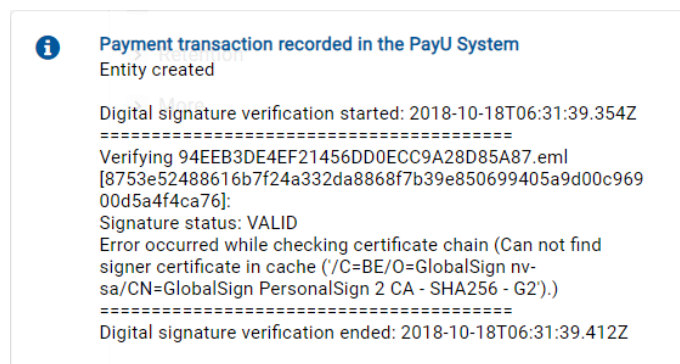 Payment transaction recorded in the PayU System
Retention
Entity created
More
Digital signature verification started: 2018-10-18T06:31:39.354Z
========================================
Verifying 94EEB3DE4EF21456DD0ECC9A28D85A87.eml
[8753e52488616b7f24a332da8868f7b39e850699405a9d00c969
00d5a4f4ca76]:
Signature status: VALID
Error occurred while checking certificate chain (Can not find
signer certificate in cache ('/C=BE/O=GlobalSign nv-
sa/CN=GlobalSign PersonalSign 2 CA - SHA256 - G2').)
========================================
Digital signature verification ended: 2018-10-18T06:31:39.412Z